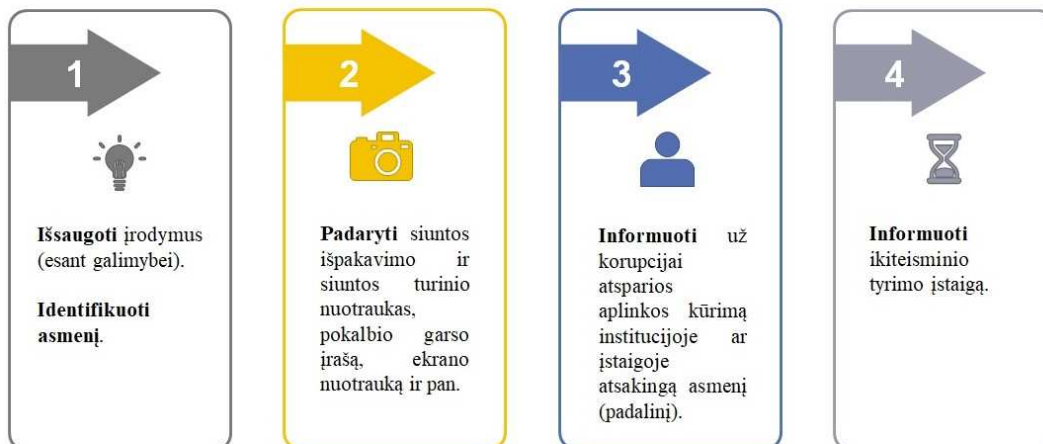 1
Išsaugoti įrodymus
(esant galimybei).
Identifikuoti
asmenį.
2
Padaryti siuntos
išpakavimo ir
siuntos turinio
nuotraukas,
pokalbio garso
įrašą, ekrano
nuotrauką ir pan.
3
Informuoti už
korupcijai
atsparios
aplinkos kūrimą
institucijoje ar
įstaigoje
atsakingą asmenį
(padalinį).
4
Informuoti
ikiteisminio
tyrimo įstaigą.